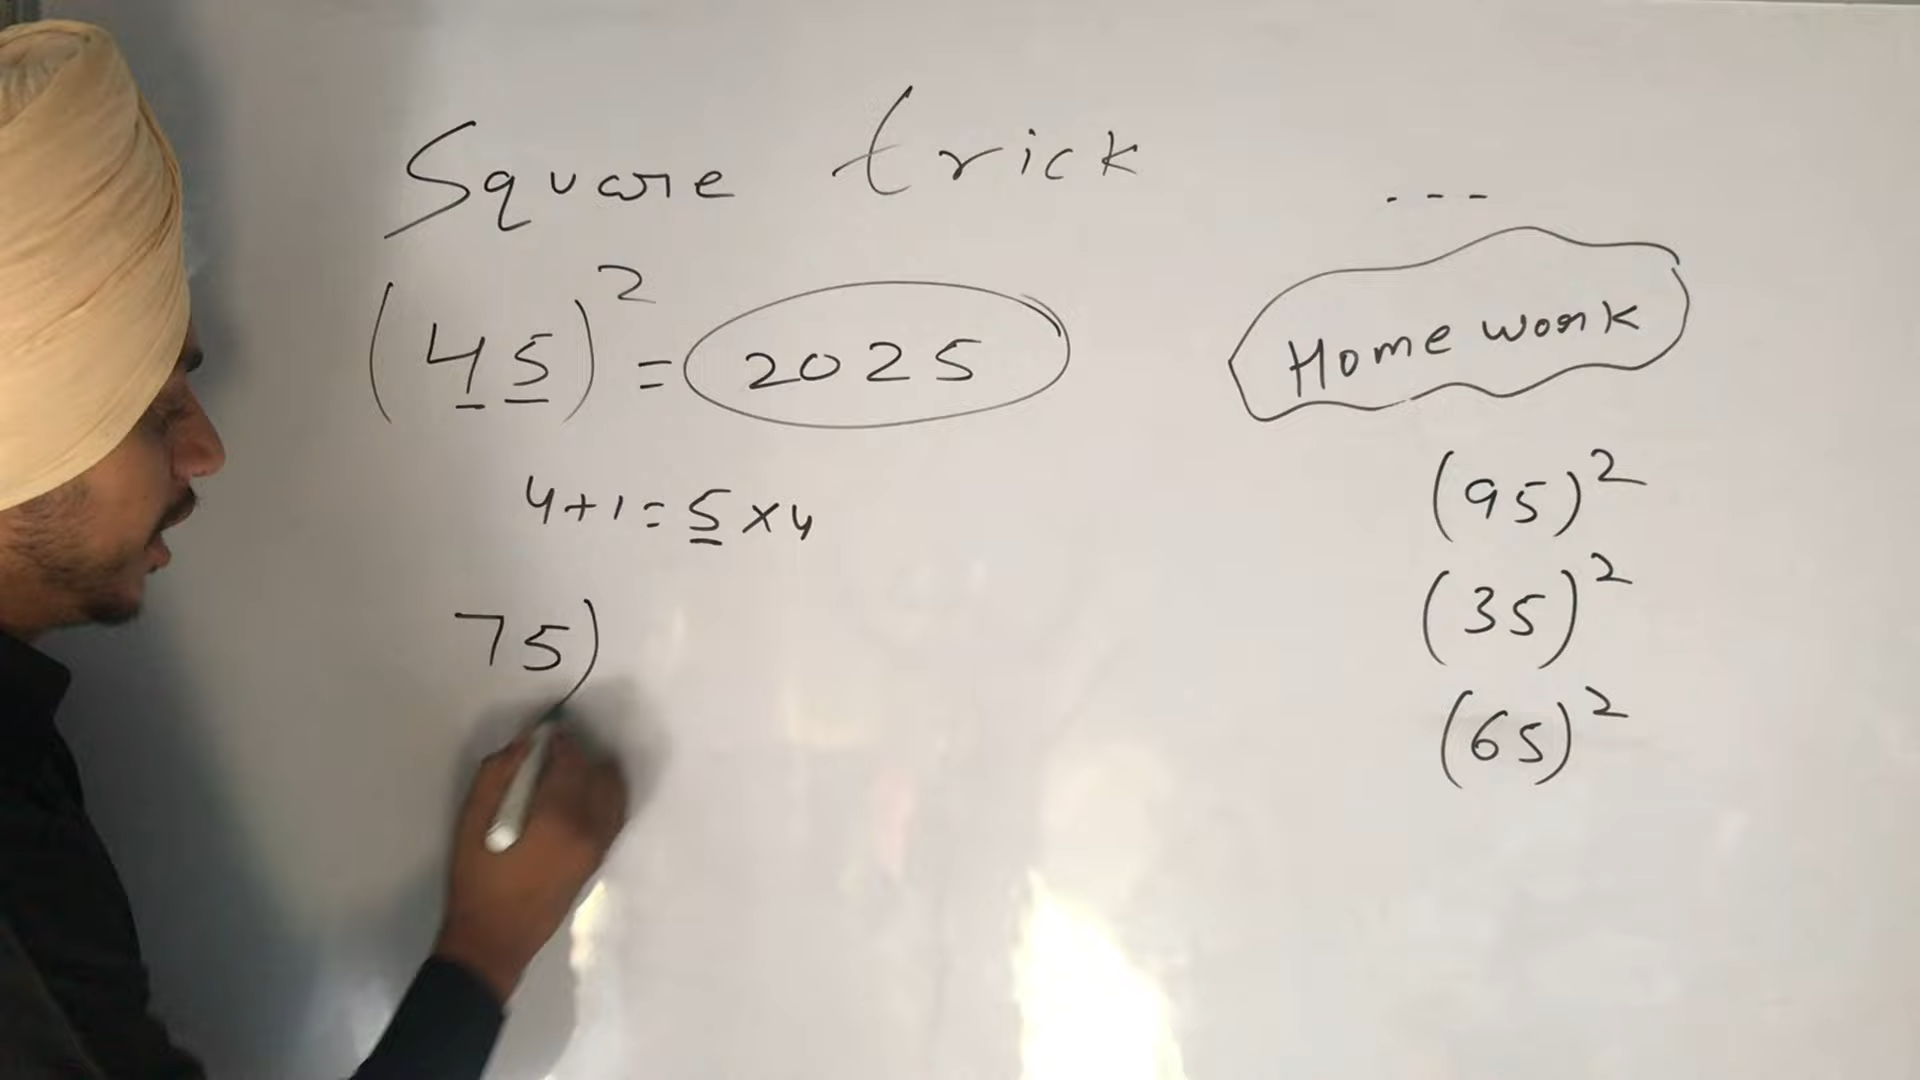 Square trick
(45)² = 2025
4+1=5×4
75)
---
Home work
(95)²
(35)²
(65)²